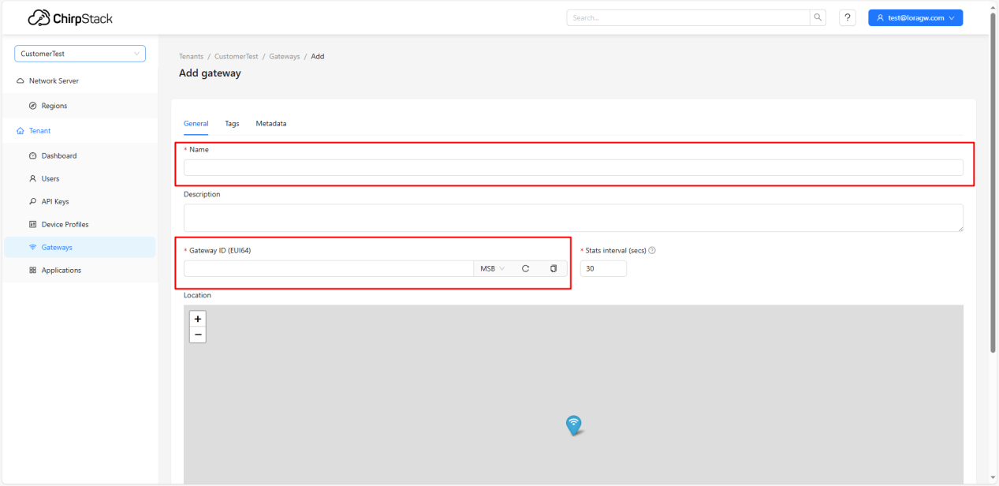 ChirpStack
Search...
?
test@loragw.com
CustomerTest
Network Server
Regions
Tenant
Dashboard
Users
API Keys
Device Profiles
Gateways
Applications
Tenants / CustomerTest / Gateways / Add
Add gateway
General Tags Metadata
* Name
Description
* Gateway ID (EUI64)
MSB
* Stats interval (secs) ?
30
Location
+
−